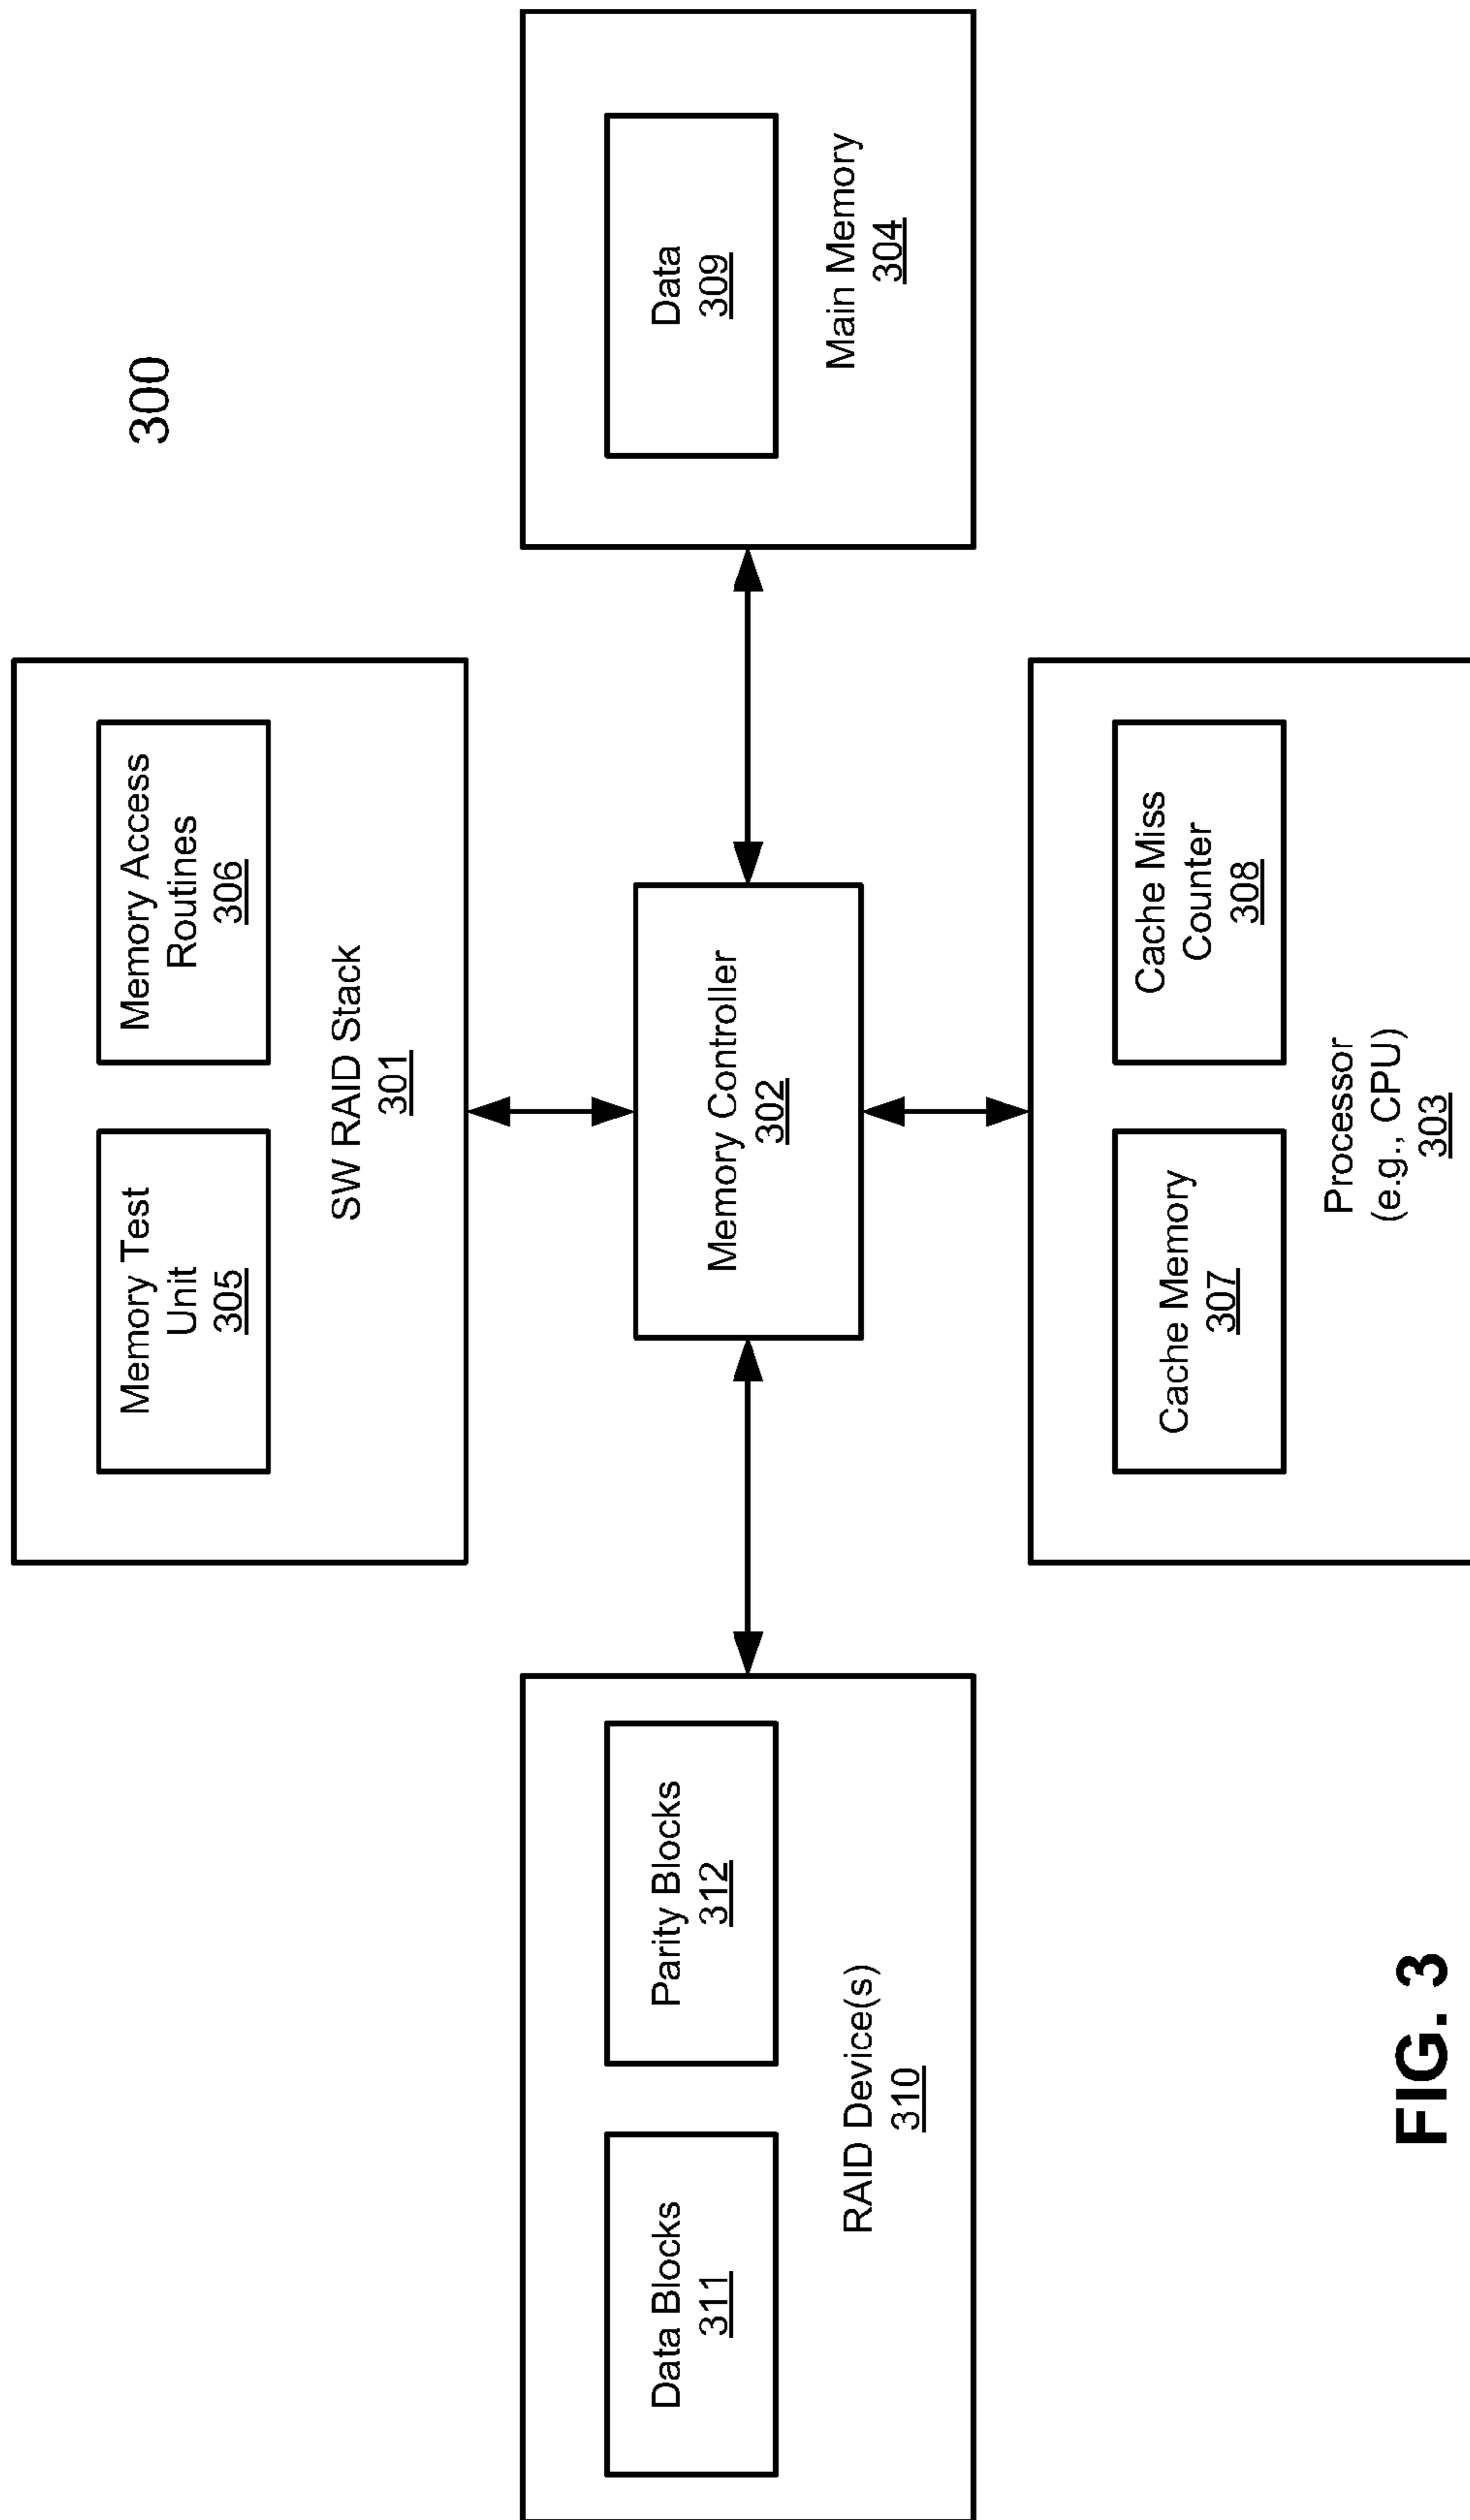 300
Memory Test
Unit
305
Memory Access
Routines
306
SW RAID Stack
301
Data Blocks
311
Parity Blocks
312
RAID Device(s)
310
Memory Controller
302
Data
309
Main Memory
304
Cache Memory
307
Cache Miss
Counter
308
Processor
(e.g., CPU)
303
FIG. 3